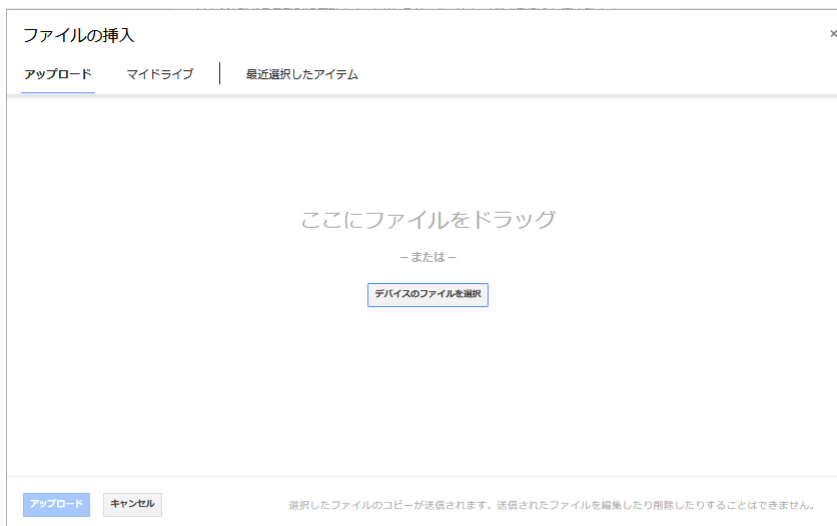 ファイルの挿入
×
アップロード マイドライブ 最近選択したアイテム
ここにファイルをドラッグ
– または –
デバイスのファイルを選択
アップロード キャンセル 選択したファイルのコピーが送信されます。送信されたファイルを編集したり削除したりすることはできません。